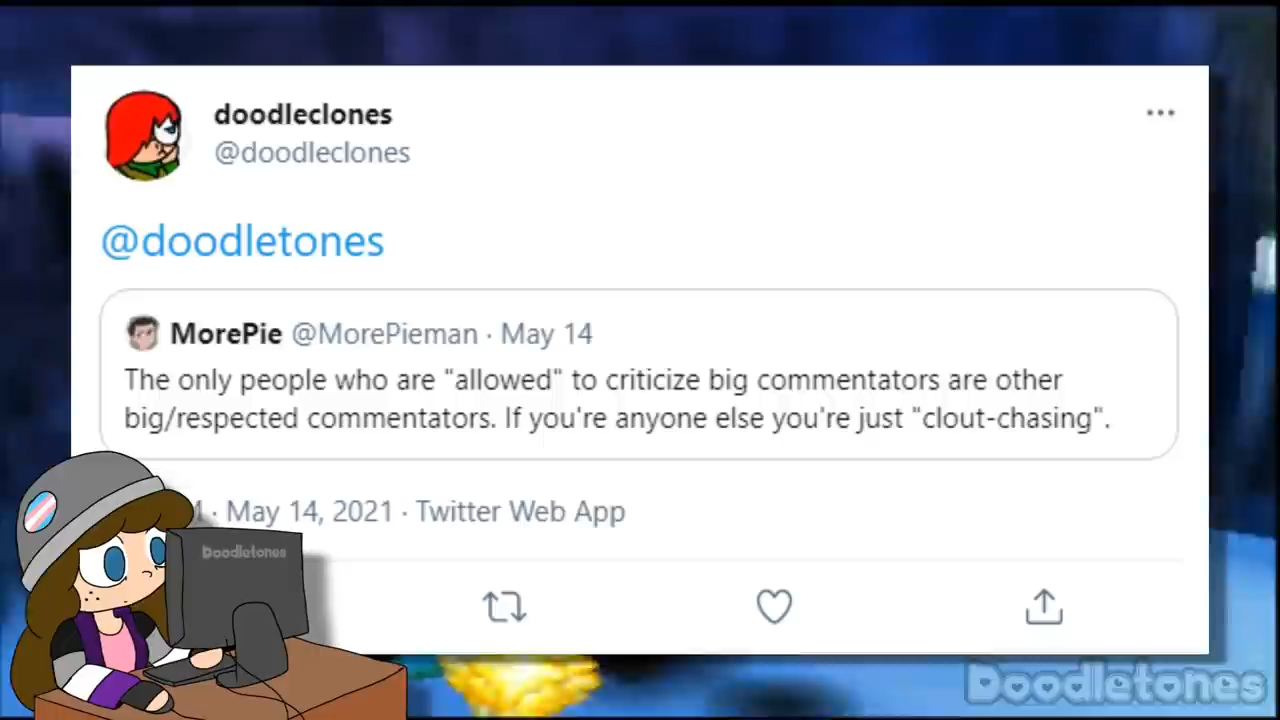 doodleclones
@doodleclones
@doodletones
MorePie @MorePieman · May 14
The only people who are "allowed" to criticize big commentators are other
big/respected commentators. If you're anyone else you're just "clout-chasing".
· May 14, 2021 · Twitter Web App
Doodletones
Doodletones